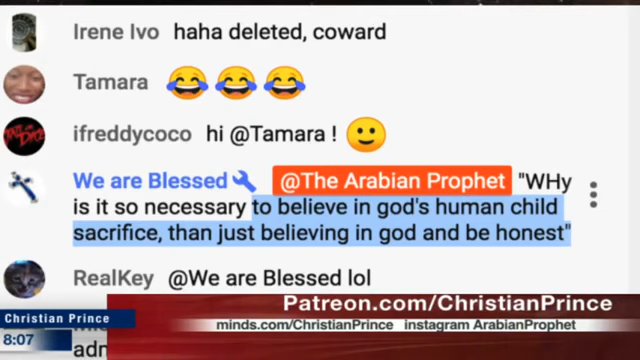 Irene Ivo haha deleted, coward
Tamara 😂 😂 😂
ifreddycoco hi @Tamara ! 🙂
We are Blessed @The Arabian Prophet "WHy
is it so necessary to believe in god's human child
sacrifice, than just believing in god and be honest"
RealKey @We are Blessed lol
Patreon.com/ChristianPrince
Christian Prince
minds.com/ChristianPrince instagram ArabianProphet
8:07